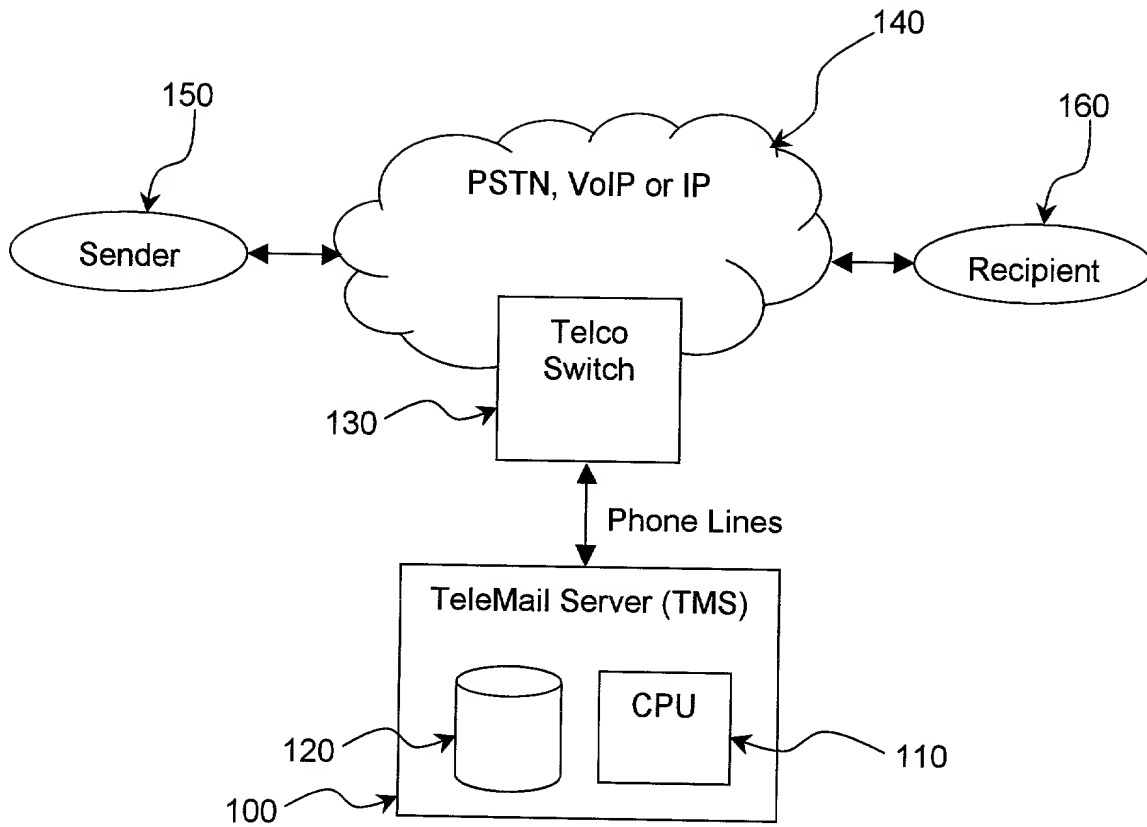 140
150
160
PSTN, VoIP or IP
Sender
Recipient
Telco
Switch
130
Phone Lines
TeleMail Server (TMS)
CPU
120
110
100